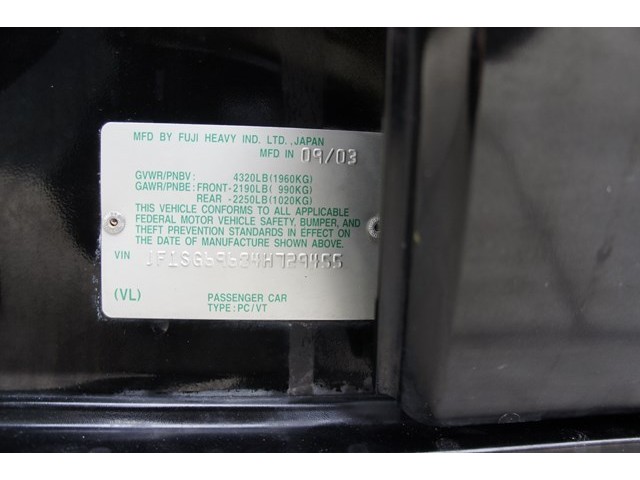 MFD BY FUJI HEAVY IND. LTD.,JAPAN
MFD IN 09/03
GVWR/PNBV: 4320LB(1960KG)
GAWR/PNBE: FRONT-2190LB( 990KG)
REAR -2250LB(1020KG)
THIS VEHICLE CONFORMS TO ALL APPLICABLE
FEDERAL MOTOR VEHICLE SAFETY, BUMPER, AND
THEFT PREVENTION STANDARDS IN EFFECT ON
THE DATE OF MANUFACTURE SHOWN ABOVE.
VIN JF1SG69684H729455
(VL) PASSENGER CAR
TYPE:PC/VT